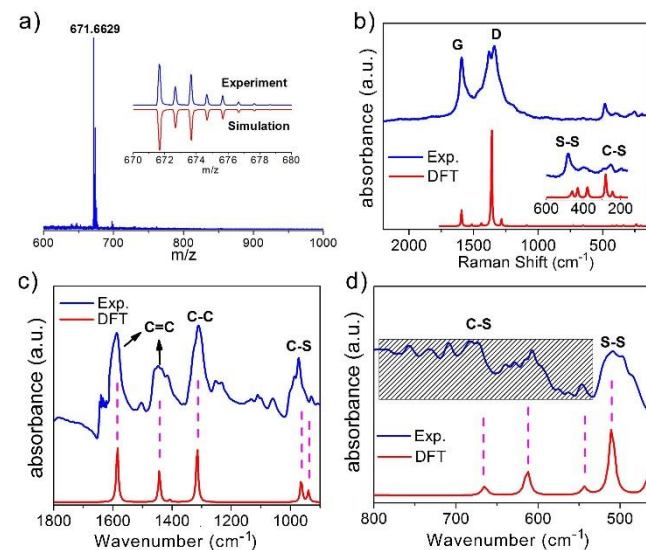 a)
671.6629
Experiment
Simulation
670 672 674 676 678 680
m/z
600 700 800 900 1000
m/z
b)
absorbance (a.u.)
G
D
Exp.
DFT
S-S
C-S
600 400 200
2000 1500 1000 500
Raman Shift (cm-1)
c)
absorbance (a.u.)
Exp.
DFT
C=C
C-C
C-S
1800 1600 1400 1200 1000
Wavenumber (cm-1)
d)
absorbance (a.u.)
C-S
S-S
Exp.
DFT
800 700 600 500
Wavenumber (cm-1)